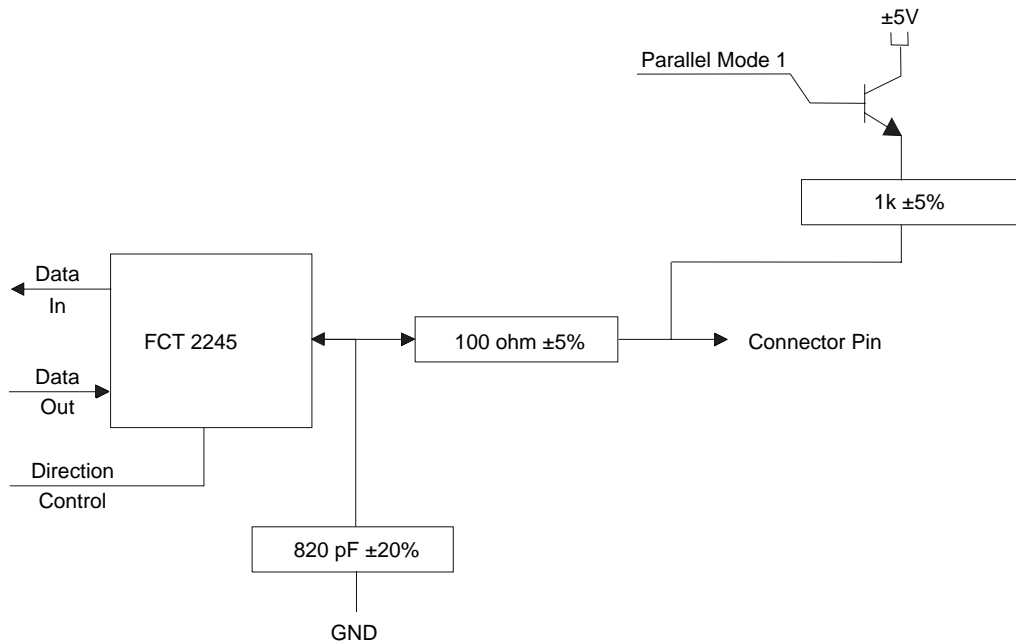 ±5V
Parallel Mode 1
1k ±5%
Data
In
FCT 2245
100 ohm ±5%
Connector Pin
Data
Out
Direction
Control
820 pF ±20%
GND